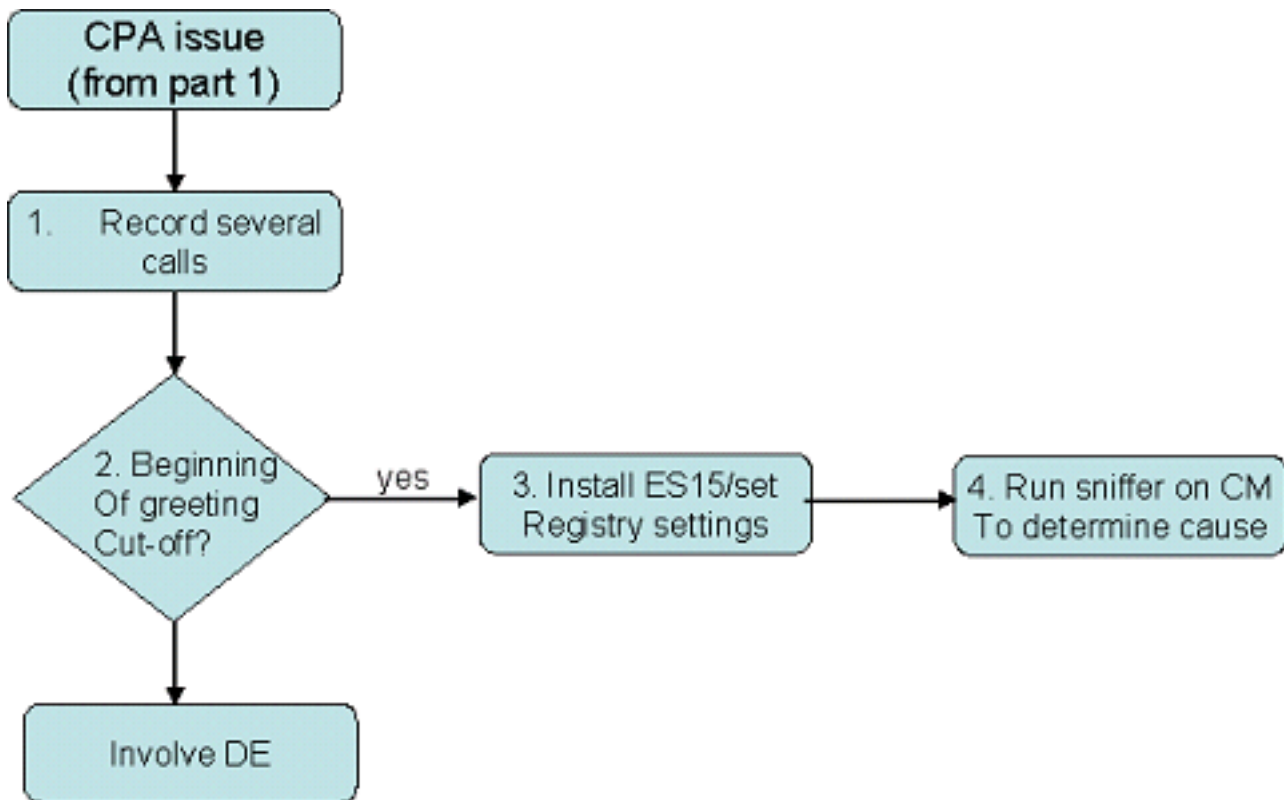 CPA issue
(from part 1)
1. Record several
calls
2. Beginning
Of greeting
Cut-off?
yes
3. Install ES15/set
Registry settings
4. Run sniffer on CM
To determine cause
Involve DE